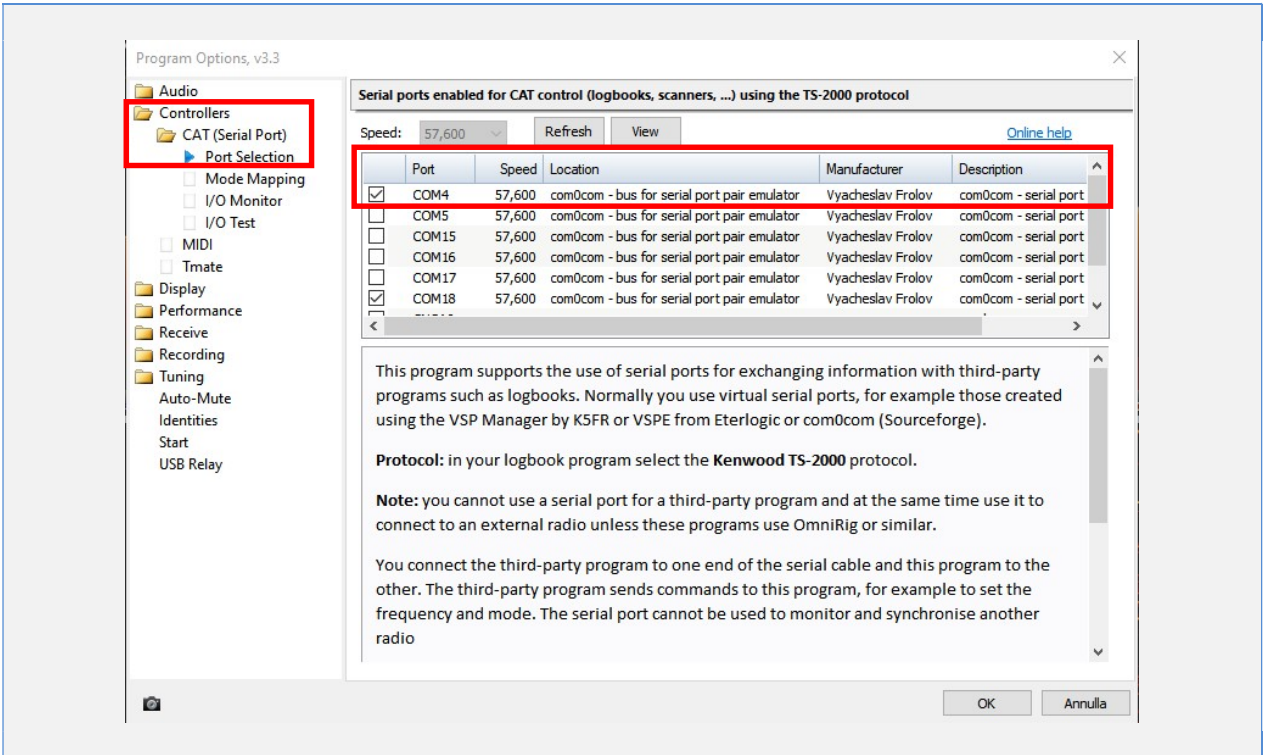 Program Options, v3.3
Audio
Controllers
CAT (Serial Port)
Port Selection
Mode Mapping
I/O Monitor
I/O Test
MIDI
Tmate
Display
Performance
Receive
Recording
Tuning
Auto-Mute
Identities
Start
USB Relay
Serial ports enabled for CAT control (logbooks, scanners, ...) using the TS-2000 protocol
Speed: 57,600 Refresh View Online help
Port Speed Location Manufacturer Description
COM4 57,600 com0com - bus for serial port pair emulator Vyacheslav Frolov com0com - serial port
COM5 57,600 com0com - bus for serial port pair emulator Vyacheslav Frolov com0com - serial port
COM15 57,600 com0com - bus for serial port pair emulator Vyacheslav Frolov com0com - serial port
COM16 57,600 com0com - bus for serial port pair emulator Vyacheslav Frolov com0com - serial port
COM17 57,600 com0com - bus for serial port pair emulator Vyacheslav Frolov com0com - serial port
COM18 57,600 com0com - bus for serial port pair emulator Vyacheslav Frolov com0com - serial port
This program supports the use of serial ports for exchanging information with third-party
programs such as logbooks. Normally you use virtual serial ports, for example those created
using the VSP Manager by K5FR or VSPE from Eterlogic or com0com (Sourceforge).
Protocol: in your logbook program select the Kenwood TS-2000 protocol.
Note: you cannot use a serial port for a third-party program and at the same time use it to
connect to an external radio unless these programs use OmniRig or similar.
You connect the third-party program to one end of the serial cable and this program to the
other. The third-party program sends commands to this program, for example to set the
frequency and mode. The serial port cannot be used to monitor and synchronise another
radio
OK Annulla